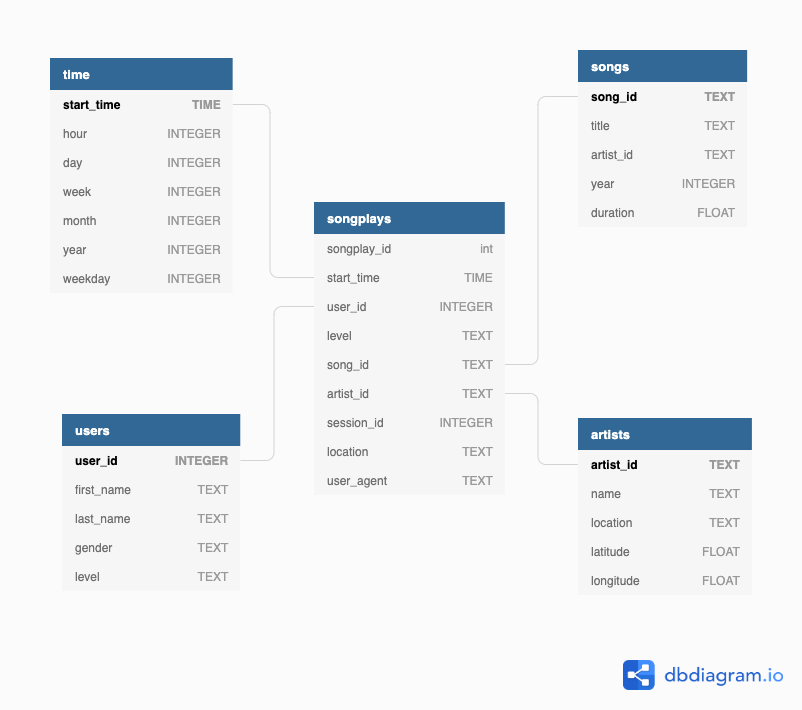 time
start_time TIME
hour INTEGER
day INTEGER
week INTEGER
month INTEGER
year INTEGER
weekday INTEGER
songs
song_id TEXT
title TEXT
artist_id TEXT
year INTEGER
duration FLOAT
songplays
songplay_id int
start_time TIME
user_id INTEGER
level TEXT
song_id TEXT
artist_id TEXT
session_id INTEGER
location TEXT
user_agent TEXT
users
user_id INTEGER
first_name TEXT
last_name TEXT
gender TEXT
level TEXT
artists
artist_id TEXT
name TEXT
location TEXT
latitude FLOAT
longitude FLOAT
dbdiagram.io